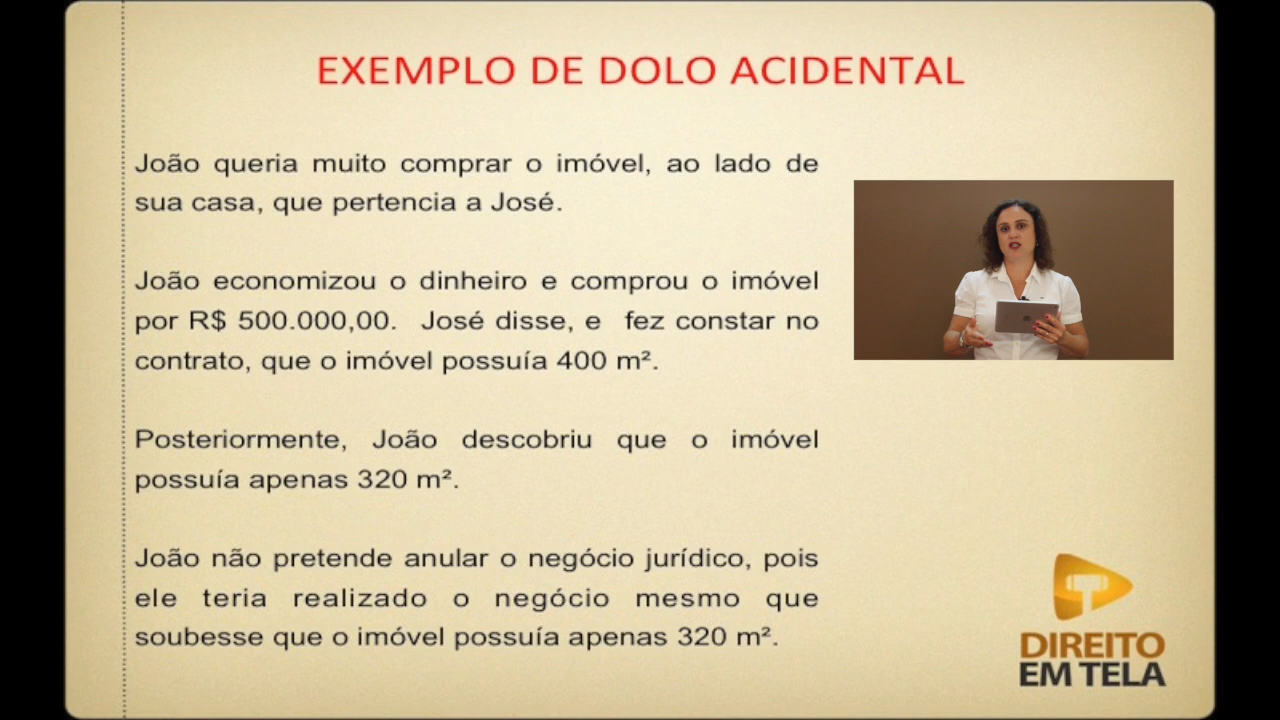 EXEMPLO DE DOLO ACIDENTAL
João queria muito comprar o imóvel, ao lado de
sua casa, que pertencia a José.
João economizou o dinheiro e comprou o imóvel
por R$ 500.000,00. José disse, e fez constar no
contrato, que o imóvel possuía 400 m².
Posteriormente, João descobriu que o imóvel
possuía apenas 320 m².
João não pretende anular o negócio jurídico, pois
ele teria realizado o negócio mesmo que
soubesse que o imóvel possuía apenas 320 m².
DIREITO
EM TELA